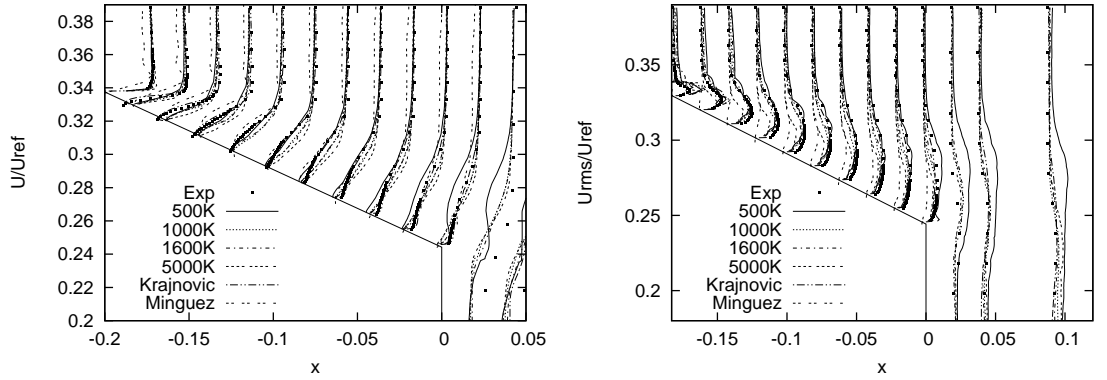 U/Uref
0.38
0.36
0.34
0.32
0.3
0.28
0.26
0.24
0.22
0.2
-0.2
-0.15
-0.1
-0.05
0
0.05
x
Exp
500K
1000K
1600K
5000K
Krajnovic
Minguez
Urms/Uref
0.35
0.3
0.25
0.2
-0.15
-0.1
-0.05
0
0.05
0.1
x
Exp
500K
1000K
1600K
5000K
Krajnovic
Minguez